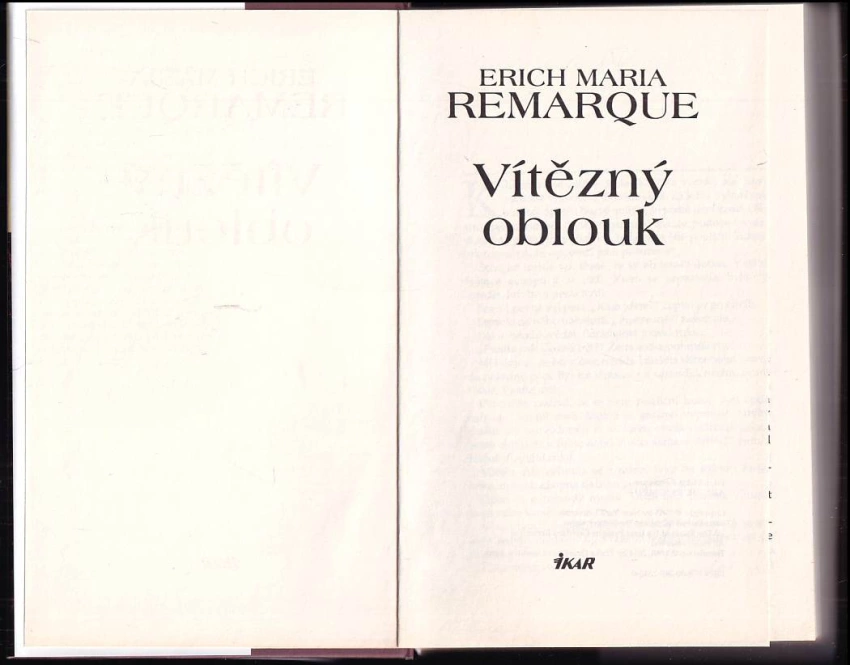 ERICH MARIA
REMARQUE
Vítězný
oblouk
IKAR